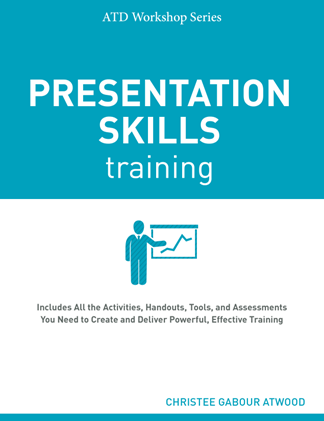 ATD Workshop Series
PRESENTATION
SKILLS
training
Includes All the Activities, Handouts, Tools, and Assessments
You Need to Create and Deliver Powerful, Effective Training
CHRISTEE GABOUR ATWOOD